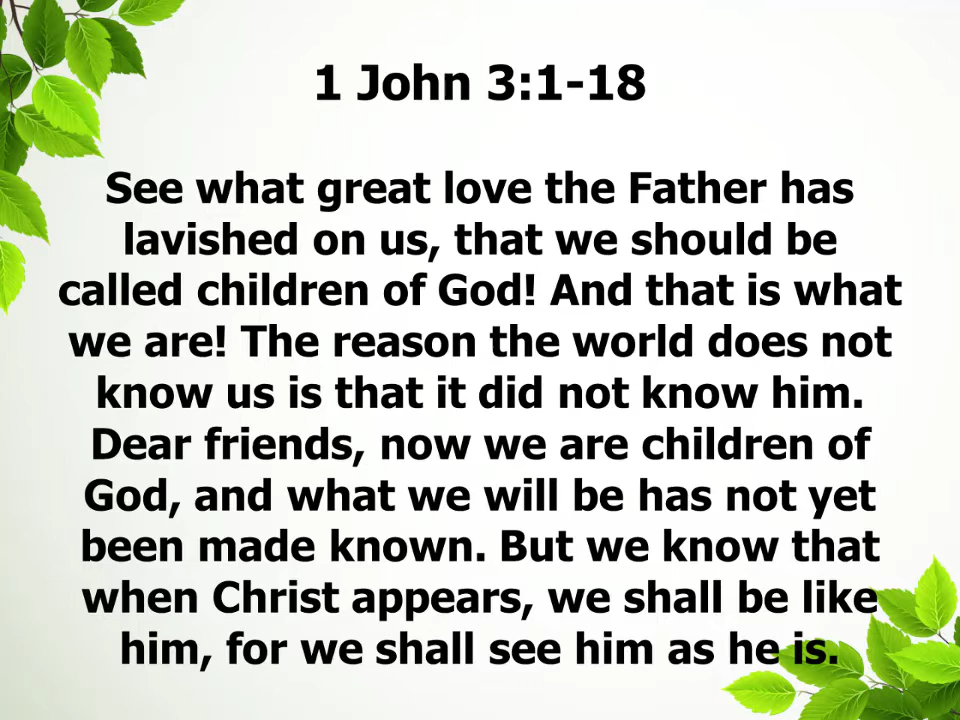 1 John 3:1-18
See what great love the Father has
lavished on us, that we should be
called children of God! And that is what
we are! The reason the world does not
know us is that it did not know him.
Dear friends, now we are children of
God, and what we will be has not yet
been made known. But we know that
when Christ appears, we shall be like
him, for we shall see him as he is.